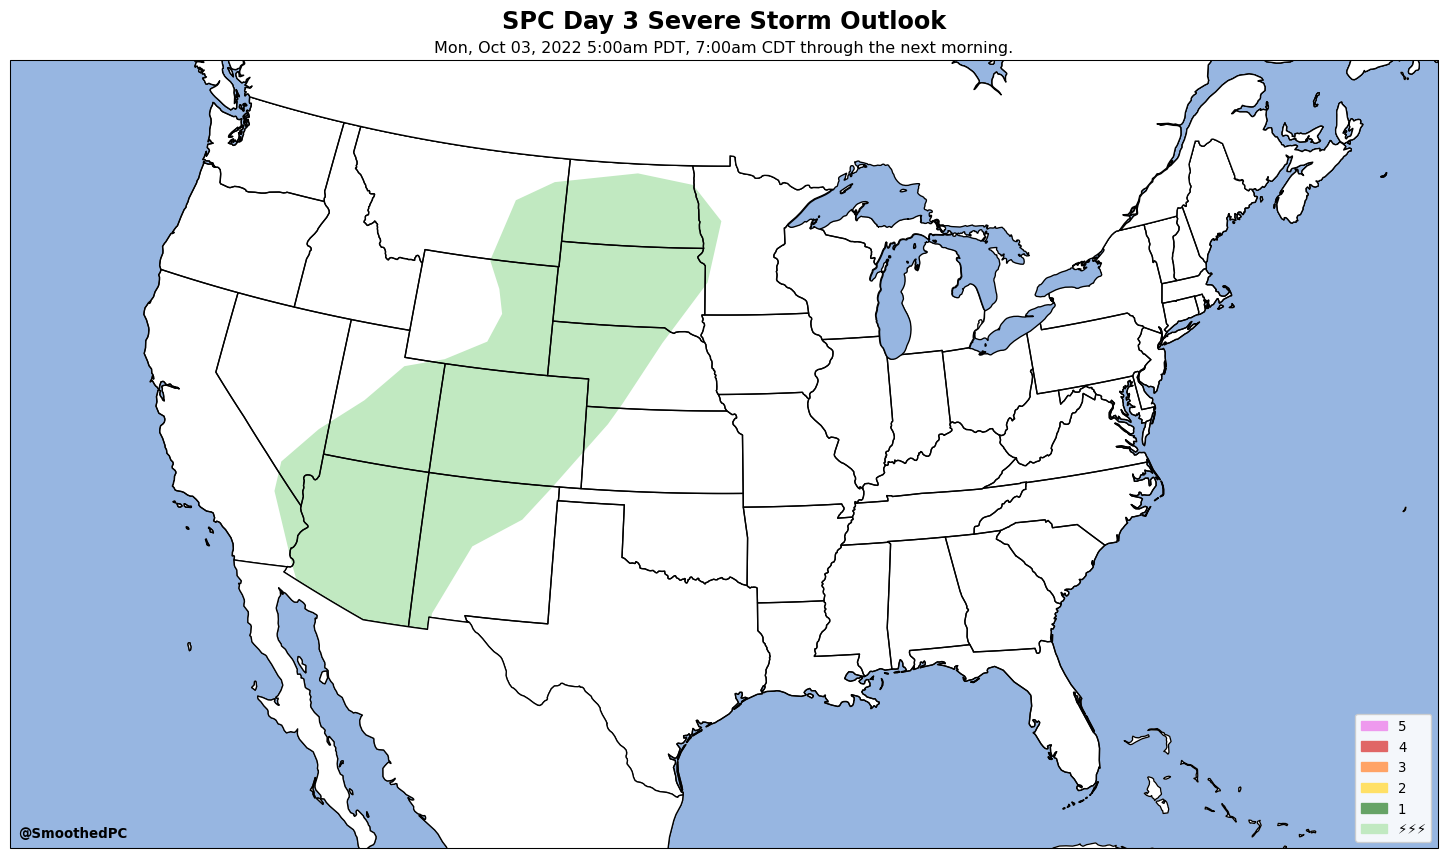 SPC Day 3 Severe Storm Outlook
Mon, Oct 03, 2022 5:00am PDT, 7:00am CDT through the next morning.
5
4
3
2
1
⚡⚡⚡
@SmoothedPC